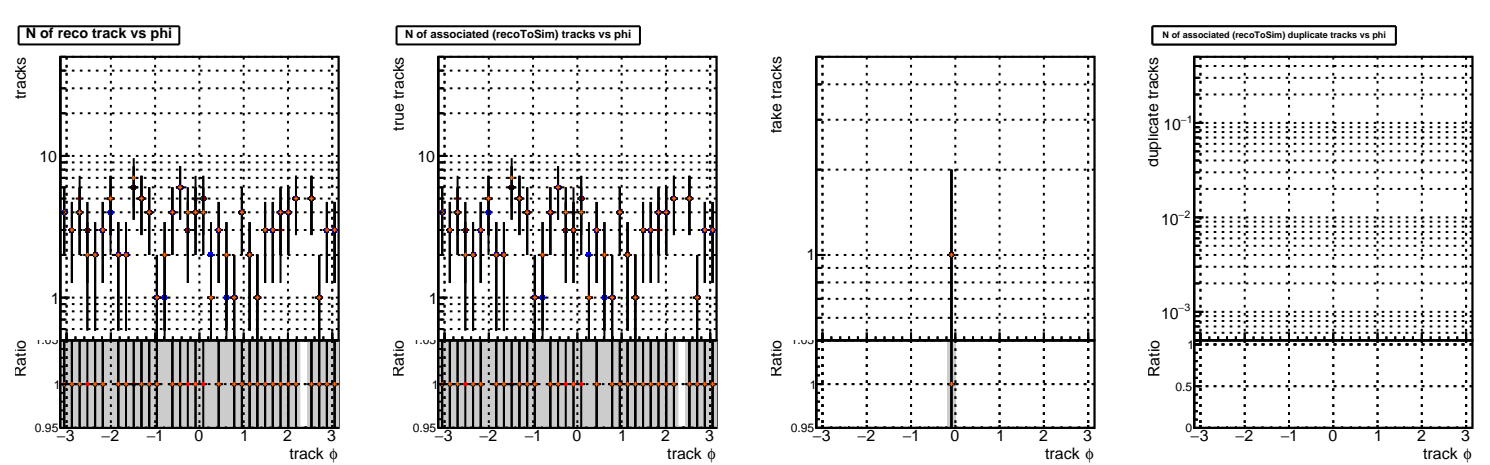 N of reco track vs phi
tracks
10
1
Ratio
1
0.95
−3 −2 −1 0 1 2 3
track ϕ
N of associated (recoToSim) tracks vs phi
true tracks
10
1
Ratio
1
0.95
−3 −2 −1 0 1 2 3
track ϕ
fake tracks
1
Ratio
1
0.95
−3 −2 −1 0 1 2 3
track ϕ
N of associated (recoToSim) duplicate tracks vs phi
duplicate tracks
10−1
10−2
10−3
Ratio
1
0.5
0
−3 −2 −1 0 1 2 3
track ϕ